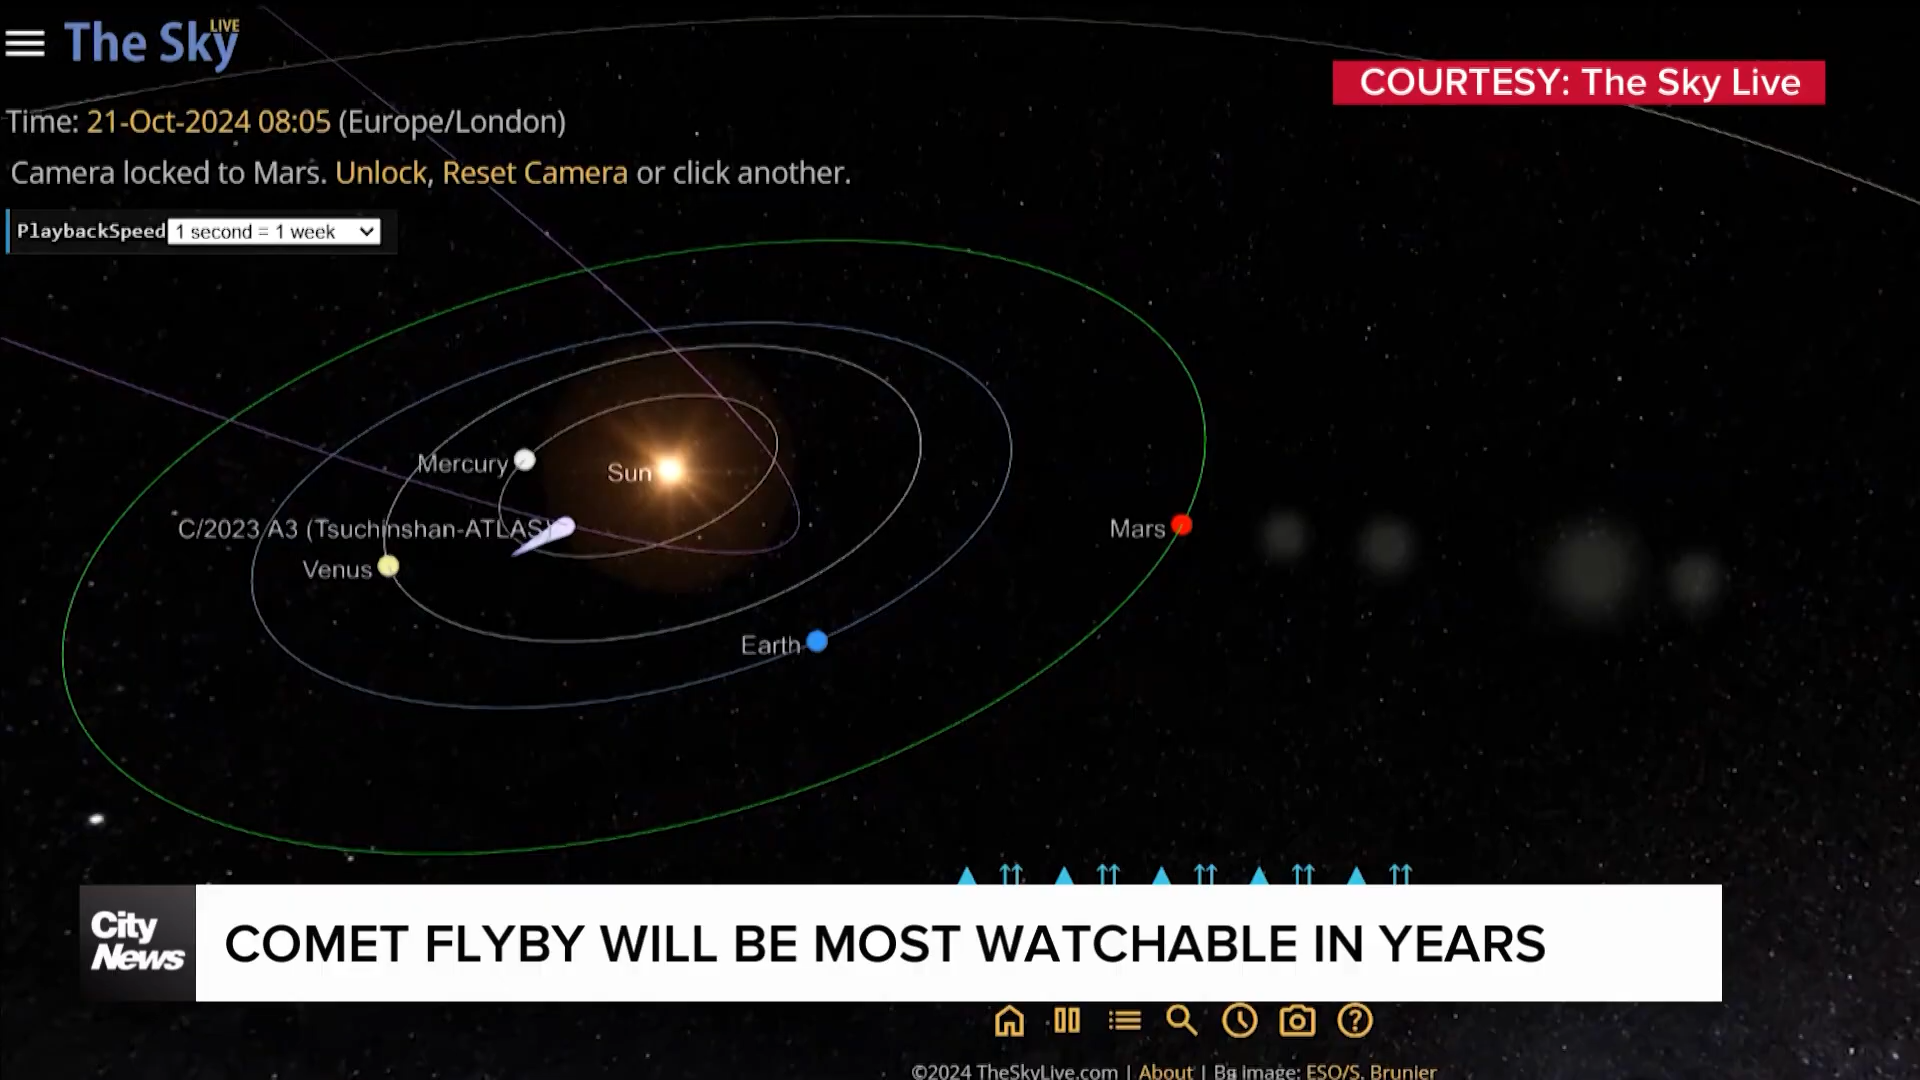 The Sky LIVE
COURTESY: The Sky Live
Time: 21-Oct-2024 08:05 (Europe/London)
Camera locked to Mars. Unlock, Reset Camera or click another.
PlaybackSpeed 1 second = 1 week
Mercury
Sun
C/2023 A3 (Tsuchinshan-ATLAS)
Mars
Venus
Earth
City News
COMET FLYBY WILL BE MOST WATCHABLE IN YEARS
©2024 TheSkyLive.com | About | Bg image: ESO/S. Brunier